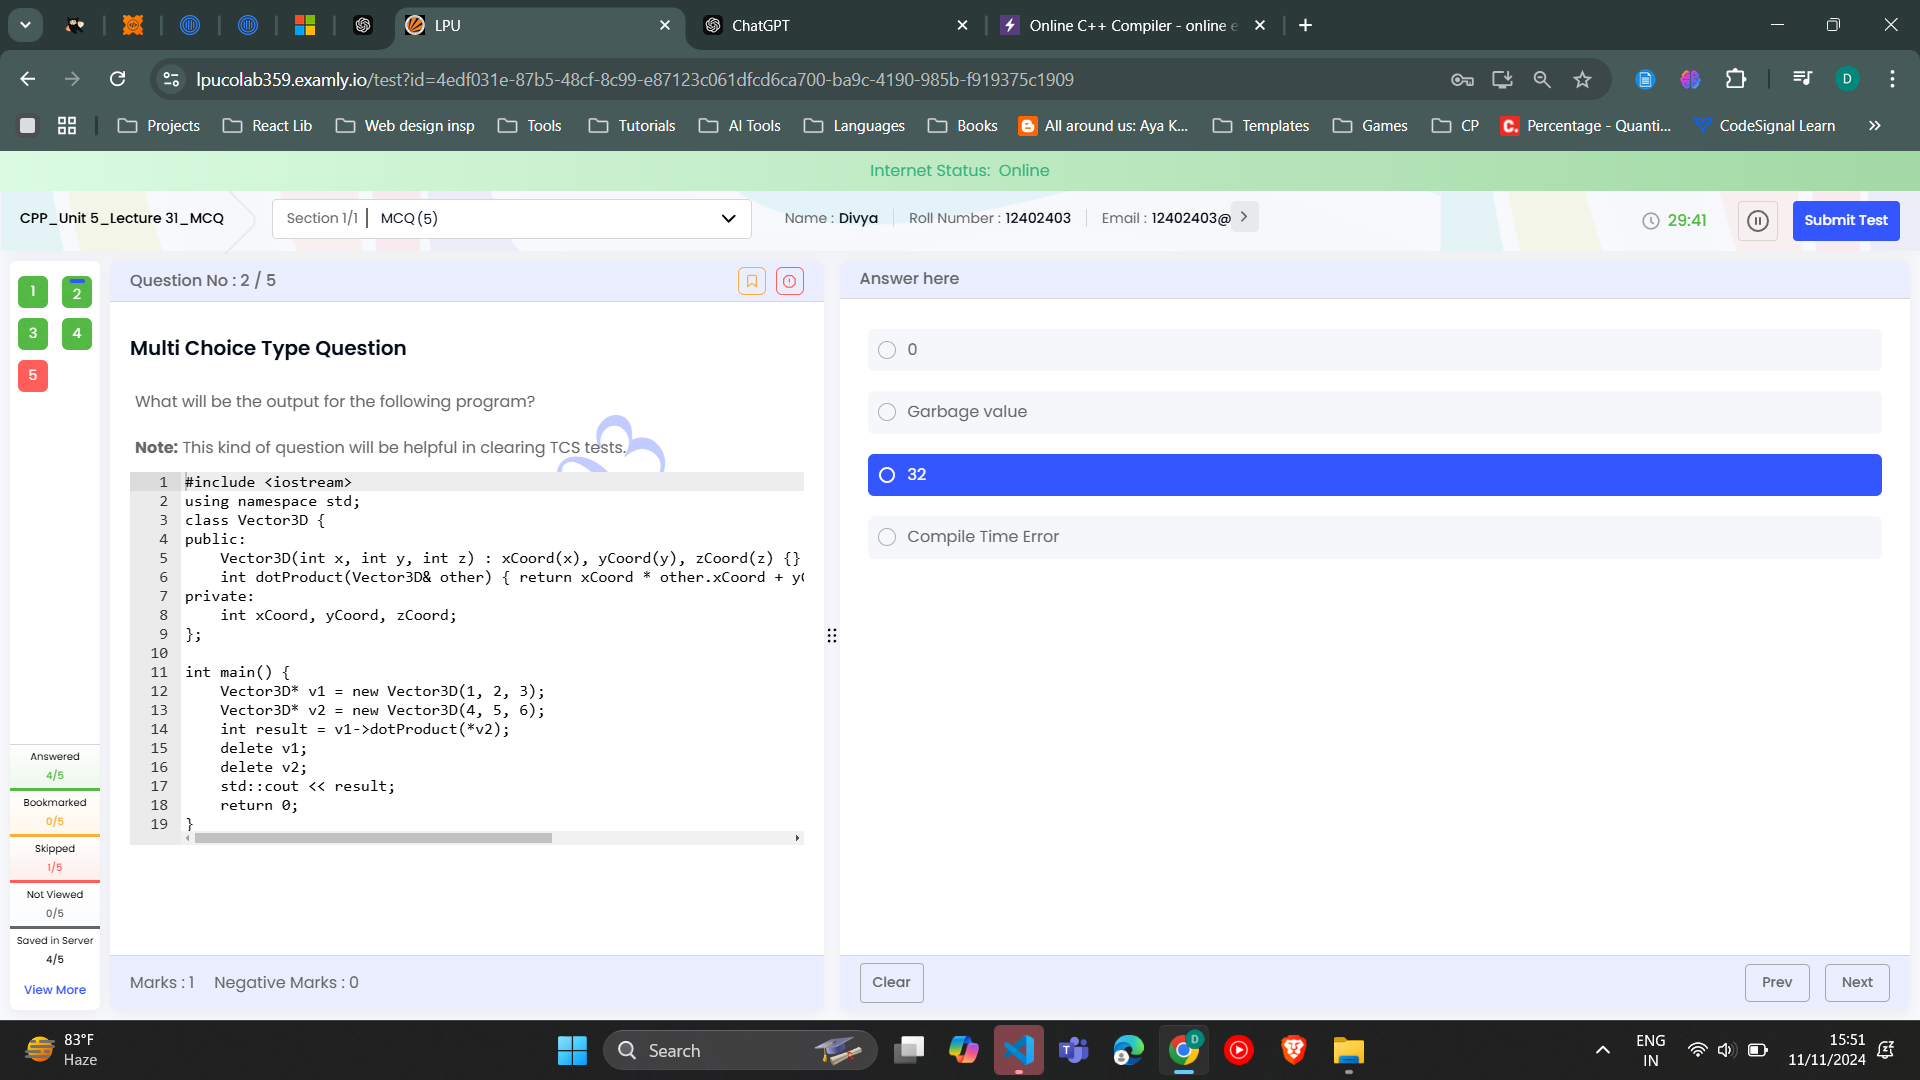 LPU
ChatGPT
Online C++ Compiler - online e
lpucolab359.examly.io/test?id=4edf031e-87b5-48cf-8c99-e87123c061dfcd6ca700-ba9c-4190-985b-f919375c1909
D
Projects
React Lib
Web design insp
Tools
Tutorials
AI Tools
Languages
Books
All around us: Aya K...
Templates
Games
CP
Percentage - Quanti...
CodeSignal Learn
Internet Status: Online
CPP_Unit 5_Lecture 31_MCQ
Section 1/1 | MCQ (5)
Name : Divya
Roll Number : 12402403
Email : 12402403@
29:41
Submit Test
1
2
3
4
5
Question No : 2 / 5
Multi Choice Type Question
What will be the output for the following program?
Note: This kind of question will be helpful in clearing TCS tests.
1 #include <iostream>
2 using namespace std;
3 class Vector3D {
4 public:
5     Vector3D(int x, int y, int z) : xCoord(x), yCoord(y), zCoord(z) {}
6     int dotProduct(Vector3D& other) { return xCoord * other.xCoord + yC
7 private:
8     int xCoord, yCoord, zCoord;
9 };
10
11 int main() {
12     Vector3D* v1 = new Vector3D(1, 2, 3);
13     Vector3D* v2 = new Vector3D(4, 5, 6);
14     int result = v1->dotProduct(*v2);
15     delete v1;
16     delete v2;
17     std::cout << result;
18     return 0;
19 }
Answer here
0
Garbage value
32
Compile Time Error
Answered
4/5
Bookmarked
0/5
Skipped
1/5
Not Viewed
0/5
Saved in Server
4/5
View More
Marks : 1
Negative Marks : 0
Clear
Prev
Next
83°F
Haze
Search
D
ENG
IN
15:51
11/11/2024